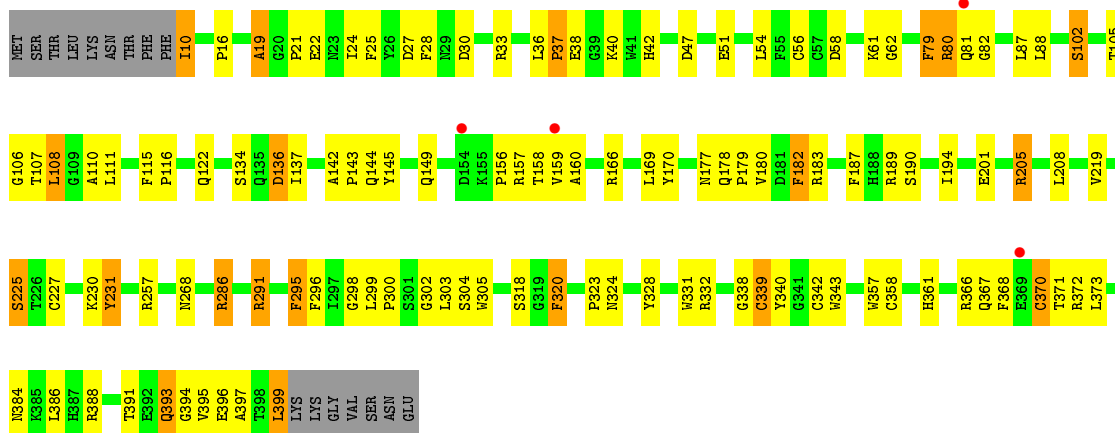 MET SER THR LEU LYS ASN THR PHE PHE I10 P16 A19 G20 P21 E22 N23 I24 F25 Y26 D27 F28 N29 D30 R33 L36 P37 E38 G39 K40 W41 H42 D47 E51 L54 F55 C56 C57 D58 K61 G62 F79 R80 Q81 G82 L87 L88 S102 T105
G106 T107 L108 G109 A110 L111 F115 P116 Q122 S134 Q135 D136 I137 A142 P143 Q144 Y145 Q149 D154 K155 P156 R157 T158 V159 A160 R166 L169 Y170 N177 Q178 P179 V180 D181 F182 R183 F187 H188 R189 S190 I194 E201 R205 L208 V219
S225 T226 C227 K230 Y231 R257 N268 R286 R291 F295 F296 I297 G298 L299 P300 S301 G302 L303 S304 W305 S318 G319 F320 P323 N324 Y328 W331 R332 G338 C339 Y340 G341 C342 W343 W357 C358 H361 R366 Q367 F368 E369 C370 T371 R372 L373
N384 K385 L386 H387 R388 T391 E392 Q393 G394 V395 E396 A397 T398 L399 LYS LYS GLY VAL SER ASN GLU